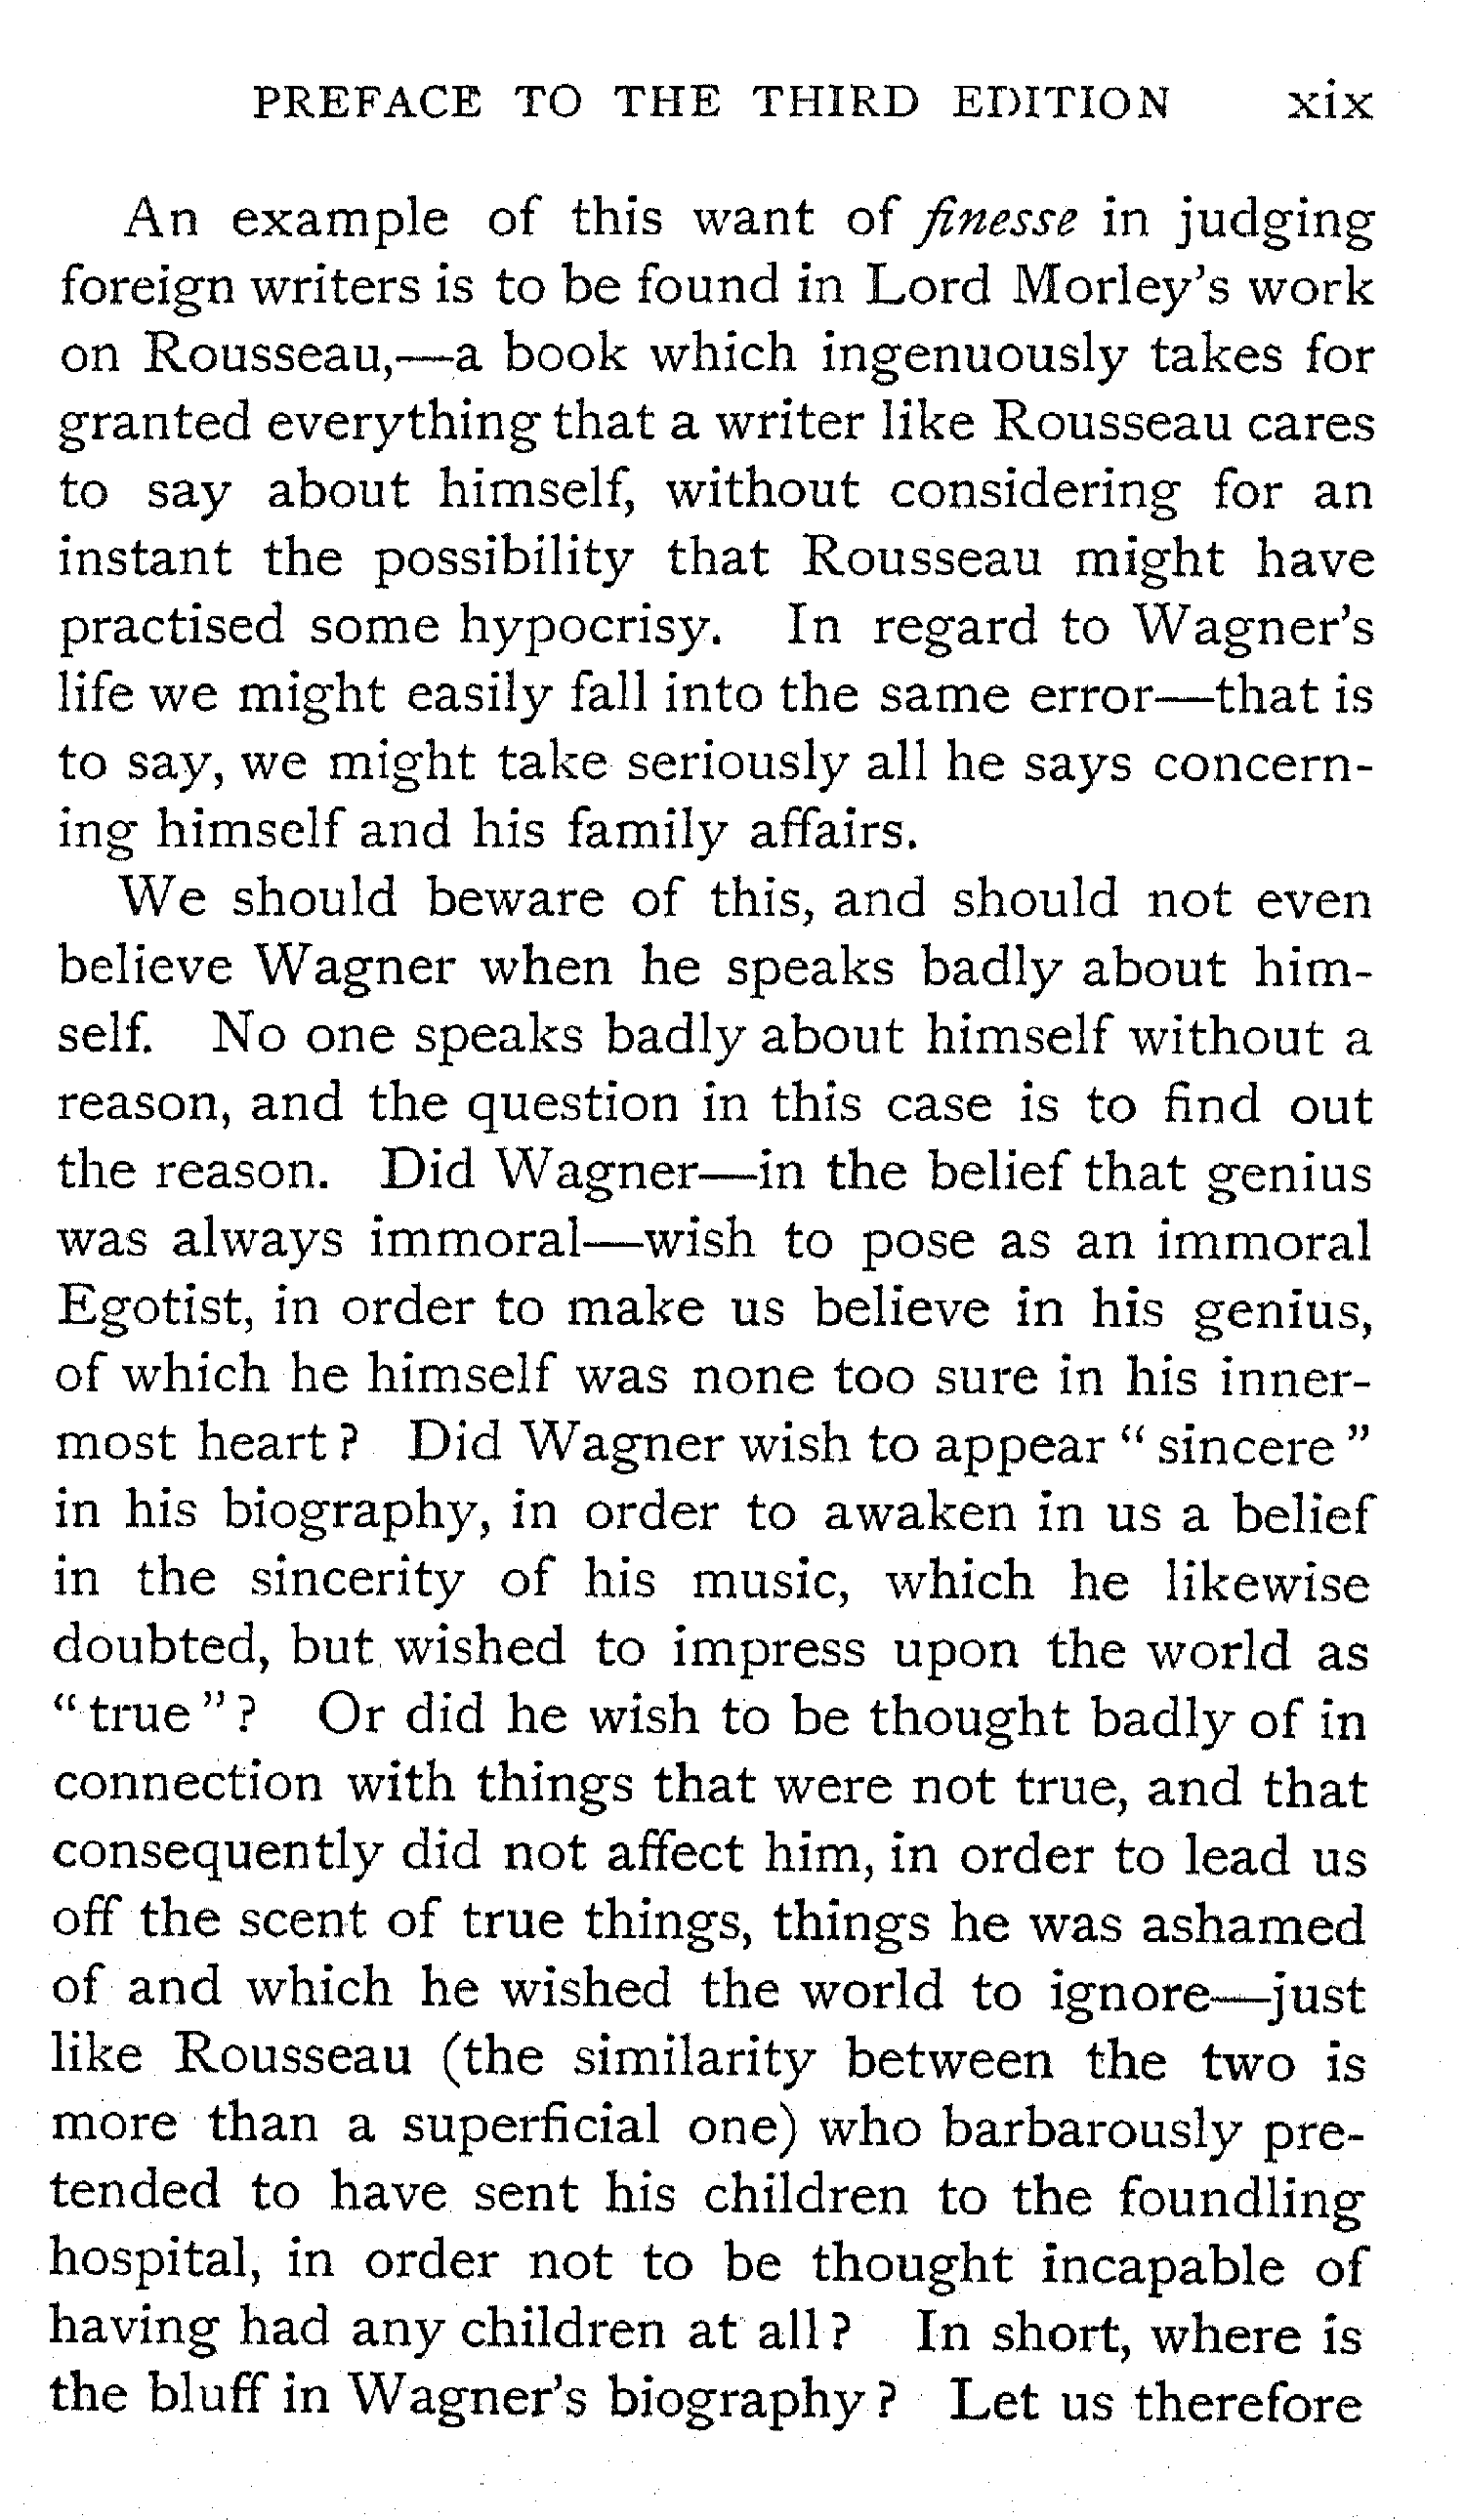 PREFACE TO THE THIRD EDITION xix
An example of this want of finesse in judging
foreign writers is to be found in Lord Morley's work
on Rousseau,—a book which ingenuously takes for
granted everything that a writer like Rousseau cares
to say about himself, without considering for an
instant the possibility that Rousseau might have
practised some hypocrisy. In regard to Wagner's
life we might easily fall into the same error—that is
to say, we might take seriously all he says concern-
ing himself and his family affairs.
We should beware of this, and should not even
believe Wagner when he speaks badly about him-
self. No one speaks badly about himself without a
reason, and the question in this case is to find out
the reason. Did Wagner—in the belief that genius
was always immoral—wish to pose as an immoral
Egotist, in order to make us believe in his genius,
of which he himself was none too sure in his inner-
most heart? Did Wagner wish to appear "sincere"
in his biography, in order to awaken in us a belief
in the sincerity of his music, which he likewise
doubted, but wished to impress upon the world as
"true"? Or did he wish to be thought badly of in
connection with things that were not true, and that
consequently did not affect him, in order to lead us
off the scent of true things, things he was ashamed
of and which he wished the world to ignore—just
like Rousseau (the similarity between the two is
more than a superficial one) who barbarously pre-
tended to have sent his children to the foundling
hospital, in order not to be thought incapable of
having had any children at all? In short, where is
the bluff in Wagner's biography? Let us therefore